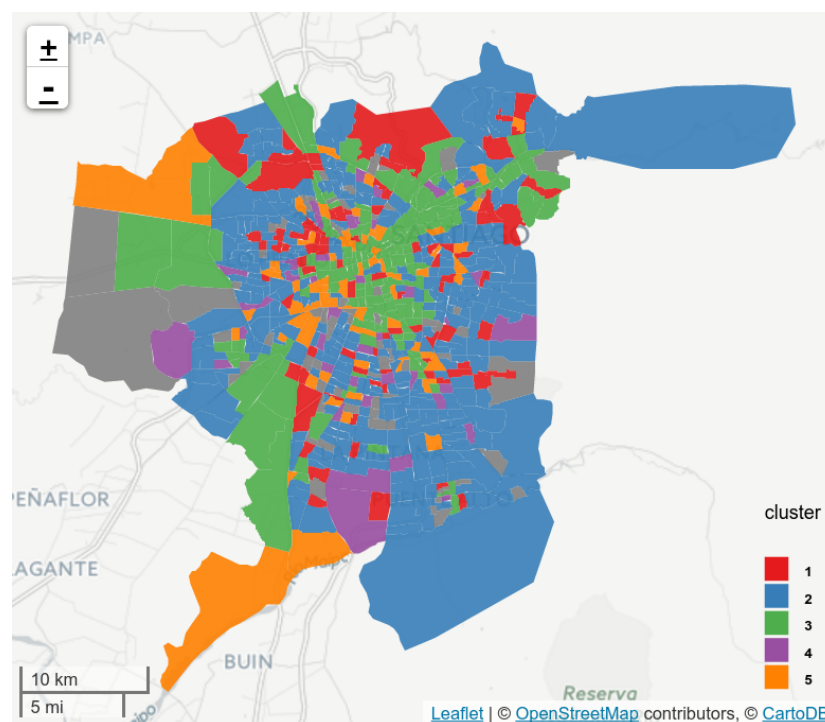 +
MPA
-
SANTIAGO
PEÑAFLOR
AGANTE
BUIN
Reserva
cluster
1
2
3
4
5
10 km
5 mi
Leaflet | © OpenStreetMap contributors, © CartoDB